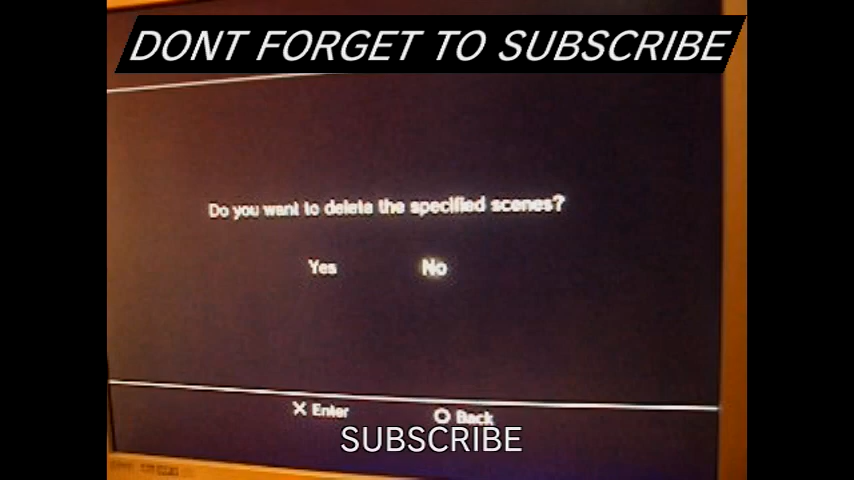 DONT FORGET TO SUBSCRIBE
Do you want to delete the specified scenes?
Yes No
X Enter O Back
SUBSCRIBE